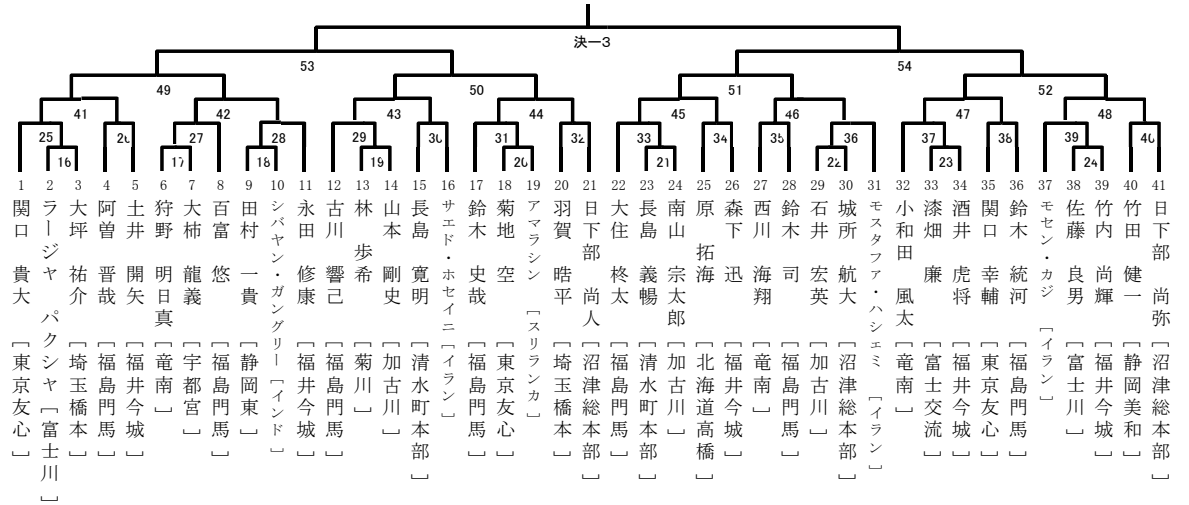 決一3
53
54
49
50
51
52
41
42
43
44
45
46
47
48
25
26
27
28
29
30
31
32
33
34
35
36
37
38
39
40
16
17
18
19
20
21
22
23
24
1 関口 貴大 [東京友心]
2 ラージャ パクシャ [富士川]
3 大坪 祐介 [埼玉橋本]
4 阿曽 晋哉 [福島門馬]
5 土井 開矢 [福井今城]
6 狩野 明日真 [竜南]
7 大柿 龍義 [宇都宮]
8 百富 悠 [福島門馬]
9 田村 一貴 [静岡東]
10 シバヤン・ガングリー [インド]
11 永田 修康 [福井今城]
12 古川 響己 [福島門馬]
13 林 歩希 [菊川]
14 山本 剛史 [加古川]
15 長島 寛明 [清水町本部]
16 サエド・ホセイニ [イラン]
17 鈴木 史哉 [福島門馬]
18 菊地 空 [東京友心]
19 アマラシン [スリランカ]
20 羽賀 晧平 [埼玉橋本]
21 日下部 尚人 [沼津総本部]
22 大住 柊太 [福島門馬]
23 長島 義暢 [清水町本部]
24 南山 宗太郎 [加古川]
25 原 拓海 [北海道高橋]
26 森下 迅 [福井今城]
27 西川 海翔 [竜南]
28 鈴木 司 [福島門馬]
29 石井 宏英 [加古川]
30 城所 航大 [沼津総本部]
31 モスタファ・ハシェミ [イラン]
32 小和田 風太 [竜南]
33 漆畑 廉 [富士交流]
34 酒井 虎将 [福井今城]
35 関口 幸輔 [東京友心]
36 鈴木 統河 [福島門馬]
37 モセン・カジ [イラン]
38 佐藤 良男 [富士川]
39 竹内 尚輝 [福井今城]
40 竹田 健一 [静岡美和]
41 日下部 尚弥 [沼津総本部]